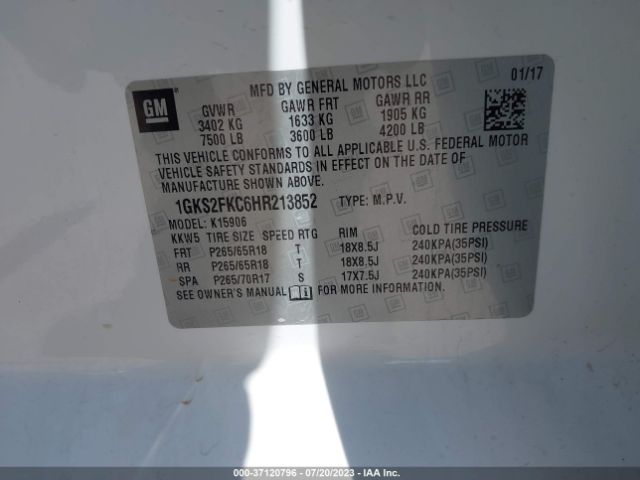 MFD BY GENERAL MOTORS LLC 01/17
GM
GVWR GAWR FRT GAWR RR
3402 KG 1633 KG 1905 KG
7500 LB 3600 LB 4200 LB
THIS VEHICLE CONFORMS TO ALL APPLICABLE U.S. FEDERAL MOTOR
VEHICLE SAFETY STANDARDS IN EFFECT ON THE DATE OF
MANUFACTURE SHOWN ABOVE.
1GKS2FKC6HR213852 TYPE: M.P.V.
MODEL: K15906
KKW5 TIRE SIZE SPEED RTG RIM COLD TIRE PRESSURE
FRT P265/65R18 T 18X8.5J 240KPA(35PSI)
RR P265/65R18 T 18X8.5J 240KPA(35PSI)
SPA P265/70R17 S 17X7.5J 240KPA(35PSI)
SEE OWNER'S MANUAL FOR MORE INFORMATION.
000-37120796 - 07/20/2023 - IAA Inc.